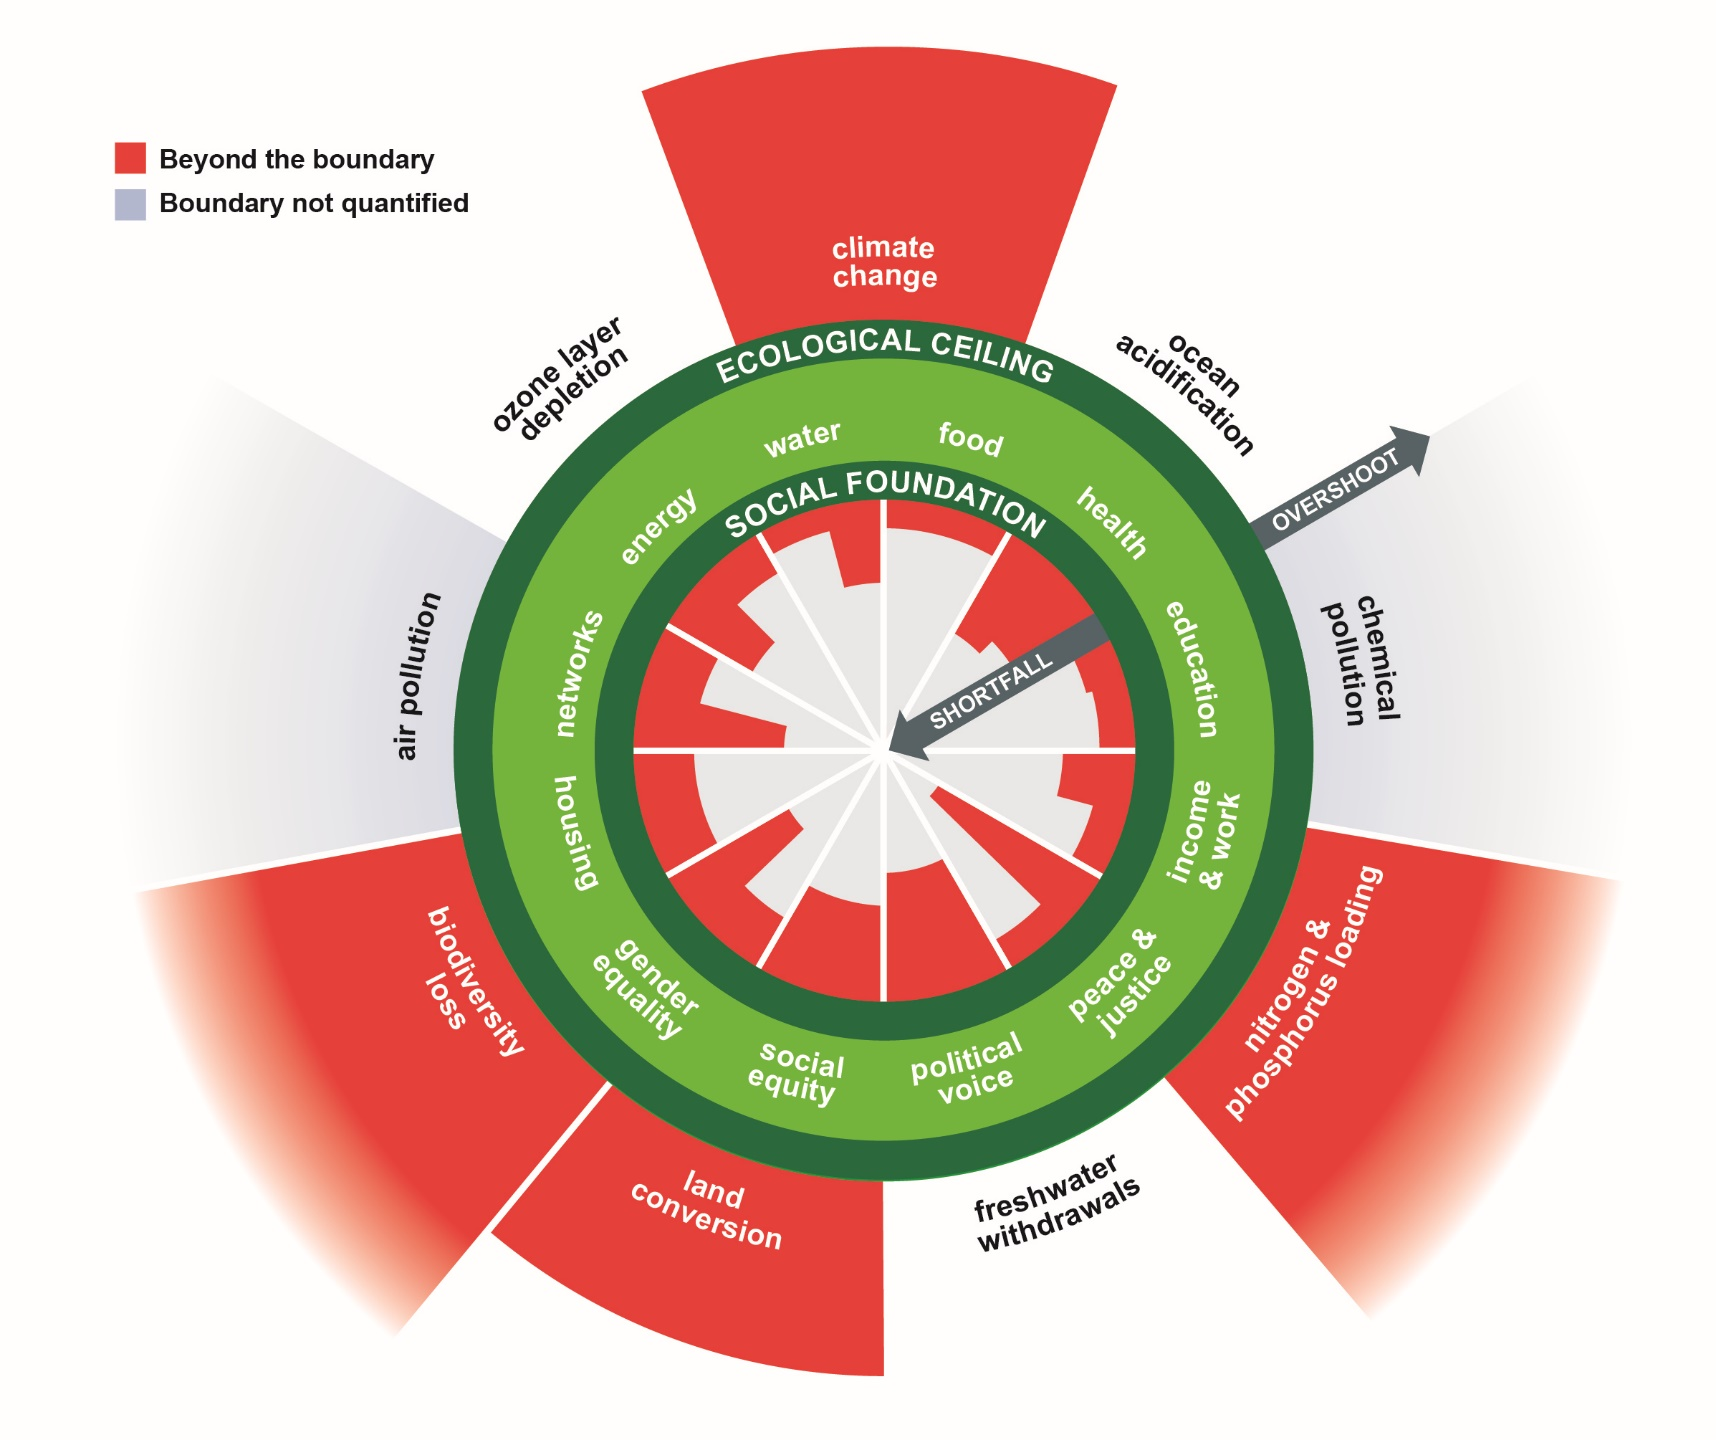 Beyond the boundary
Boundary not quantified
climate
change
ozone layer
depletion
ocean
acidification
ECOLOGICAL CEILING
water
food
OVERSHOOT
SOCIAL FOUNDATION
energy
health
air pollution
networks
education
chemical
pollution
SHORTFALL
housing
income
& work
biodiversity
loss
nitrogen &
phosphorus loading
gender
equality
peace &
justice
social
equity
political
voice
land
conversion
freshwater
withdrawals